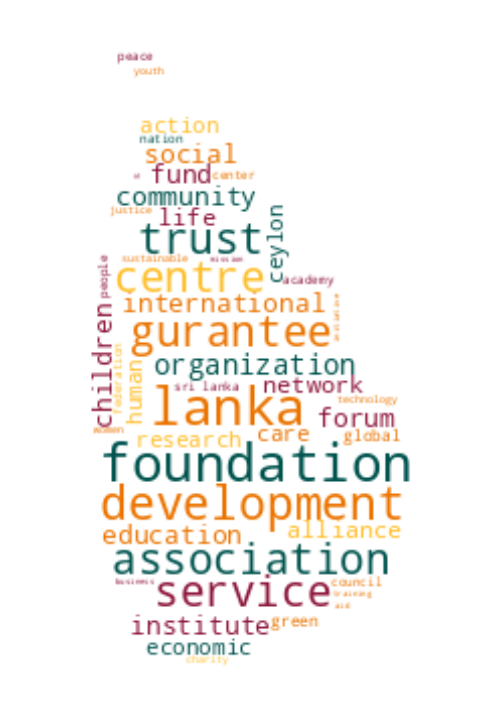 peace
youth
action
nation
social
fund center
community
justice life
ceylon
trust
sustainable mission
people
centre academy
international
children
gurantee
federation
human
organization
sri lanka network
technology
lanka forum
women
research care global
foundation
development
education alliance
association
business service council
training
aid
institute green
economic
charity